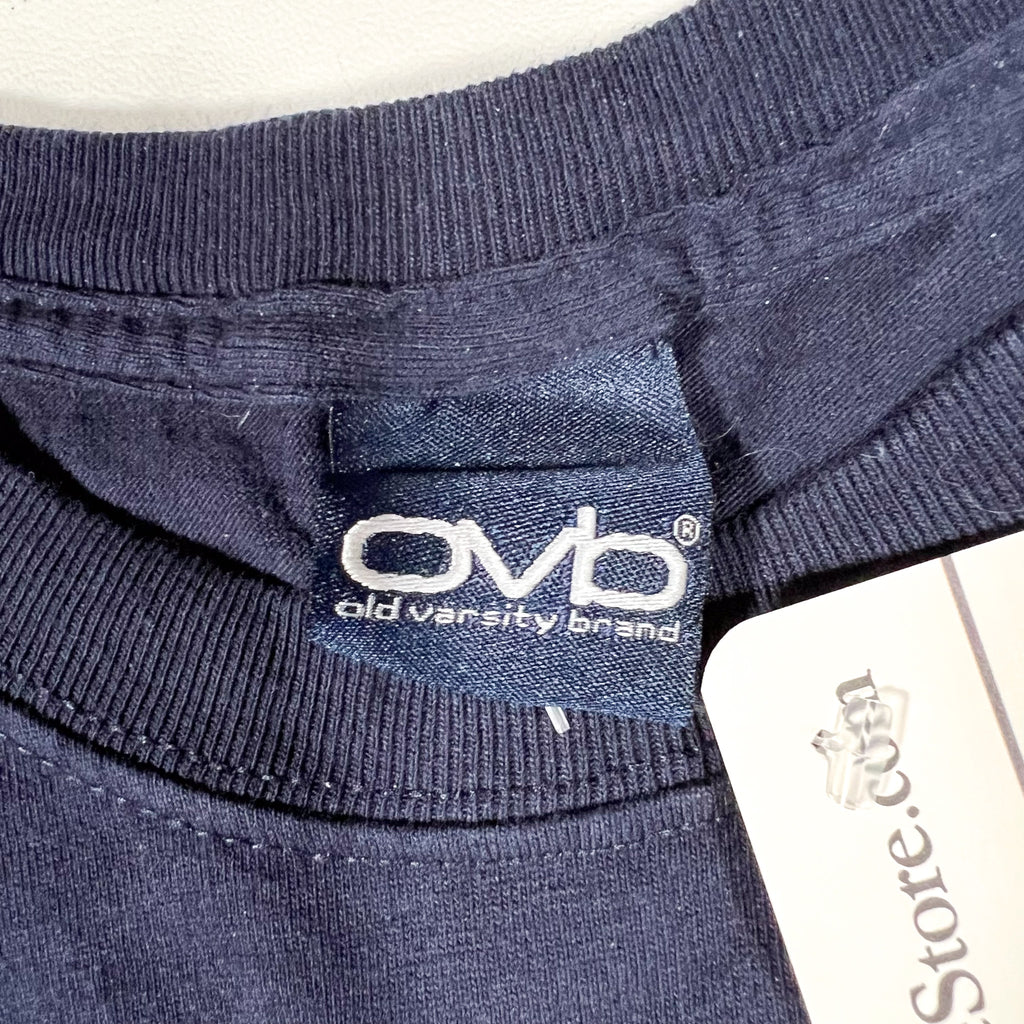 ovb®
old varsity brand
Store.com